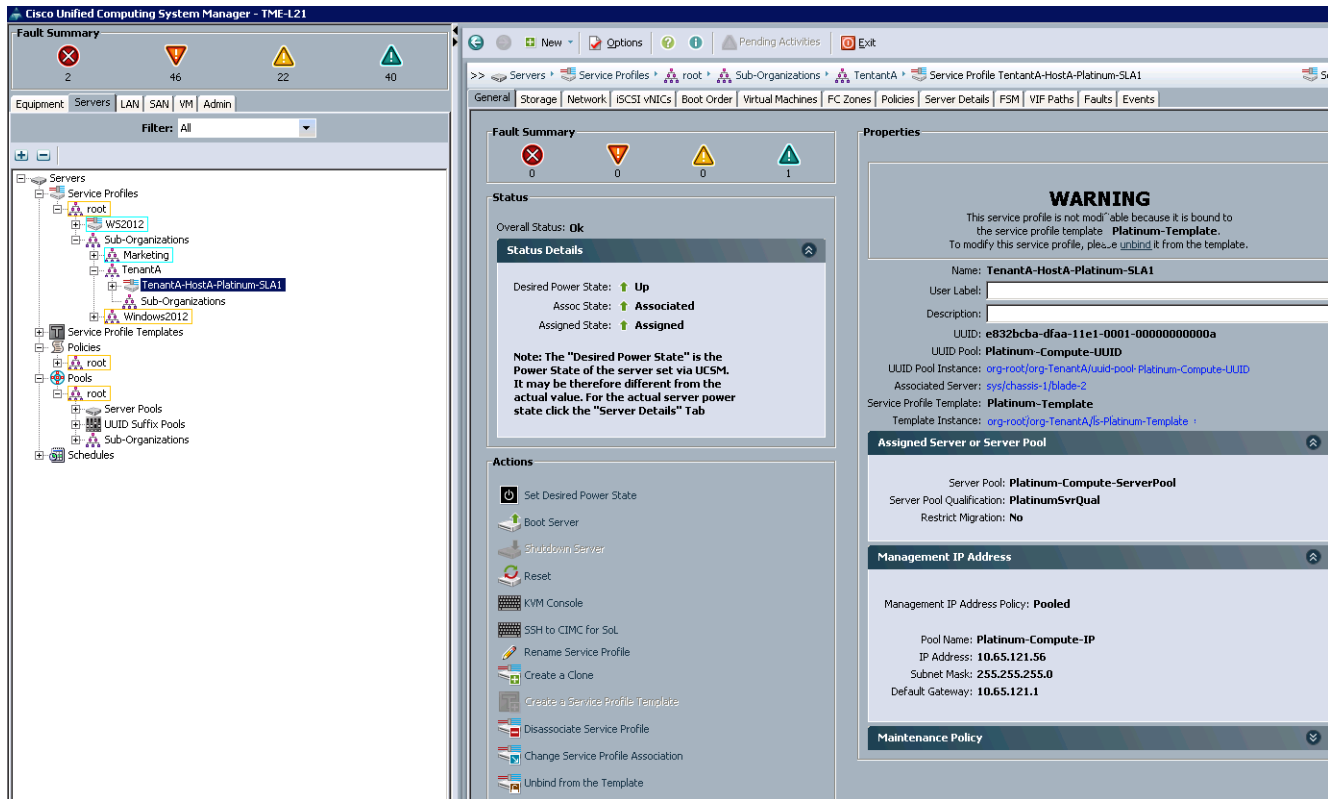 Cisco Unified Computing System Manager - TME-L21
Fault Summary
2 46 22 40
Equipment Servers LAN SAN VM Admin
Filter: All
Servers
Service Profiles
root
WS2012
Sub-Organizations
Marketing
TenantA
TenantA-HostA-Platinum-SLA1
Sub-Organizations
Windows2012
Service Profile Templates
Policies
root
Pools
root
Server Pools
UUID Suffix Pools
Sub-Organizations
Schedules
New Options Pending Activities Exit
>> Servers Service Profiles root Sub-Organizations TentantA Service Profile TentantA-HostA-Platinum-SLA1
General Storage Network iSCSI vNICs Boot Order Virtual Machines FC Zones Policies Server Details FSM VIF Paths Faults Events
Fault Summary
0 0 0 1
Status
Overall Status: Ok
Status Details
Desired Power State: Up
Assoc State: Associated
Assigned State: Assigned
Note: The "Desired Power State" is the
Power State of the server set via UCSM.
It may be therefore different from the
actual value. For the actual server power
state click the "Server Details" Tab
Actions
Set Desired Power State
Boot Server
Shutdown Server
Reset
KVM Console
SSH to CIMC for SoL
Rename Service Profile
Create a Clone
Create a Service Profile Template
Disassociate Service Profile
Change Service Profile Association
Unbind from the Template
Properties
WARNING
This service profile is not modifiable because it is bound to
the service profile template Platinum-Template.
To modify this service profile, please unbind it from the template.
Name: TenantA-HostA-Platinum-SLA1
User Label:
Description:
UUID: e832bcba-dfaa-11e1-0001-00000000000a
UUID Pool: Platinum-Compute-UUID
UUID Pool Instance: org-root/org-TenantA/uuid-pool-Platinum-Compute-UUID
Associated Server: sys/chassis-1/blade-2
Service Profile Template: Platinum-Template
Template Instance: org-root/org-TenantA/ls-Platinum-Template
Assigned Server or Server Pool
Server Pool: Platinum-Compute-ServerPool
Server Pool Qualification: PlatinumSvrQual
Restrict Migration: No
Management IP Address
Management IP Address Policy: Pooled
Pool Name: Platinum-Compute-IP
IP Address: 10.65.121.56
Subnet Mask: 255.255.255.0
Default Gateway: 10.65.121.1
Maintenance Policy